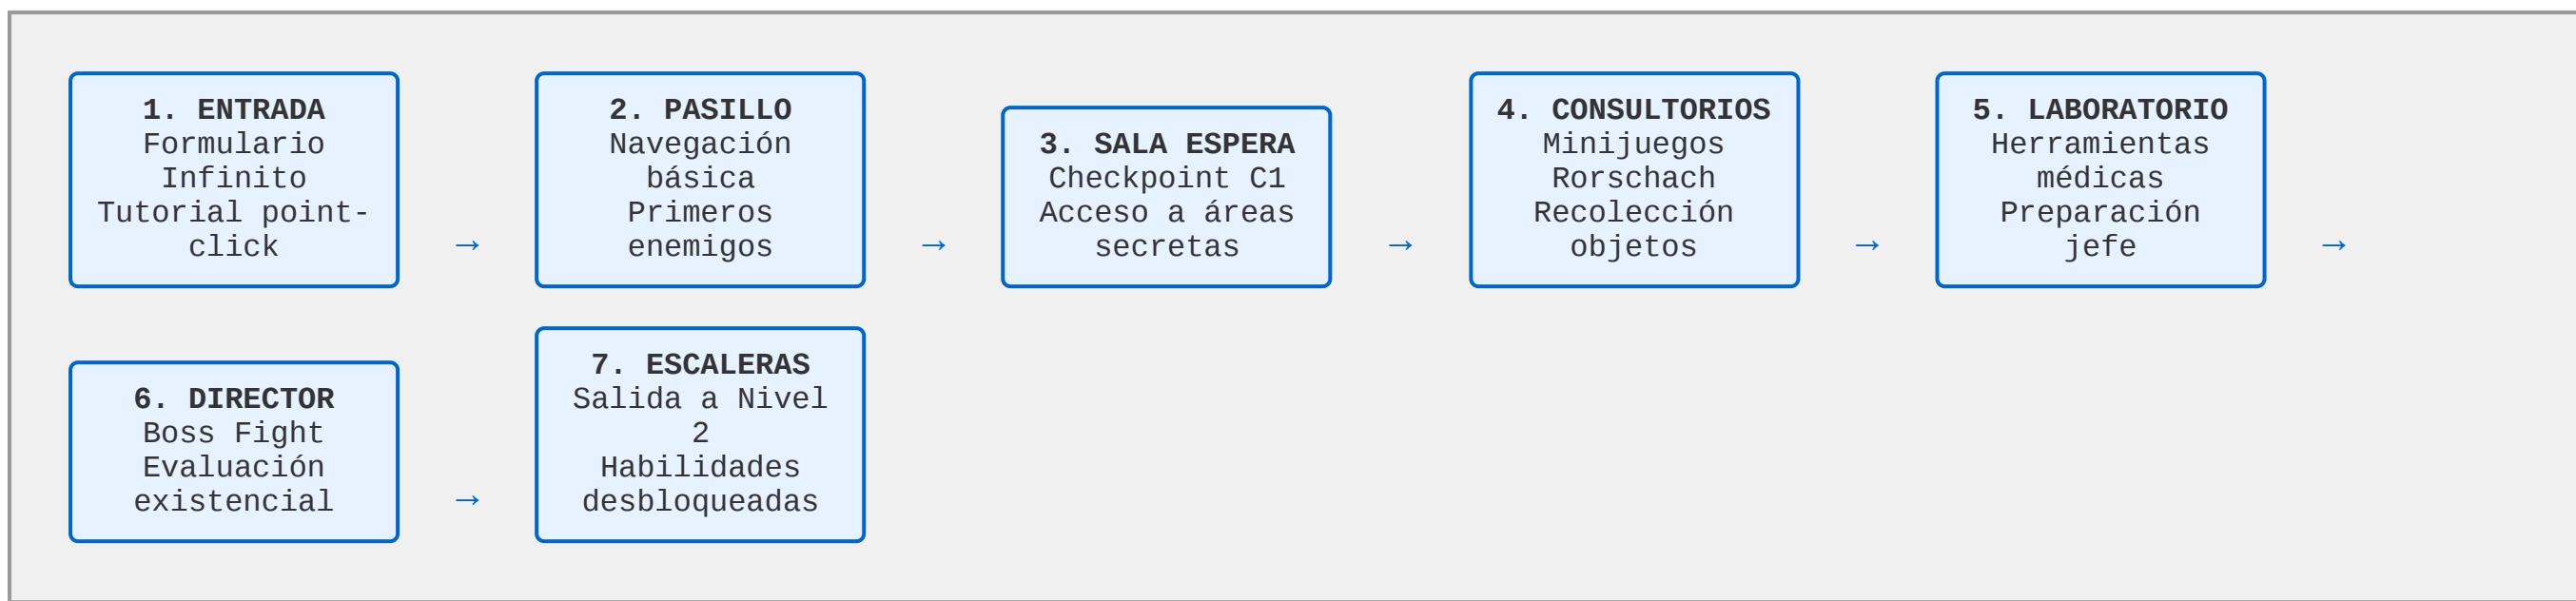 1. ENTRADA
Formulario
Infinito
Tutorial point-
click
→
2. PASILLO
Navegación
básica
Primeros
enemigos
→
3. SALA ESPERA
Checkpoint C1
Acceso a áreas
secretas
→
4. CONSULTORIOS
Minijuegos
Rorschach
Recolección
objetos
→
5. LABORATORIO
Herramientas
médicas
Preparación
jefe
→
6. DIRECTOR
Boss Fight
Evaluación
existencial
→
7. ESCALERAS
Salida a Nivel
2
Habilidades
desbloqueadas